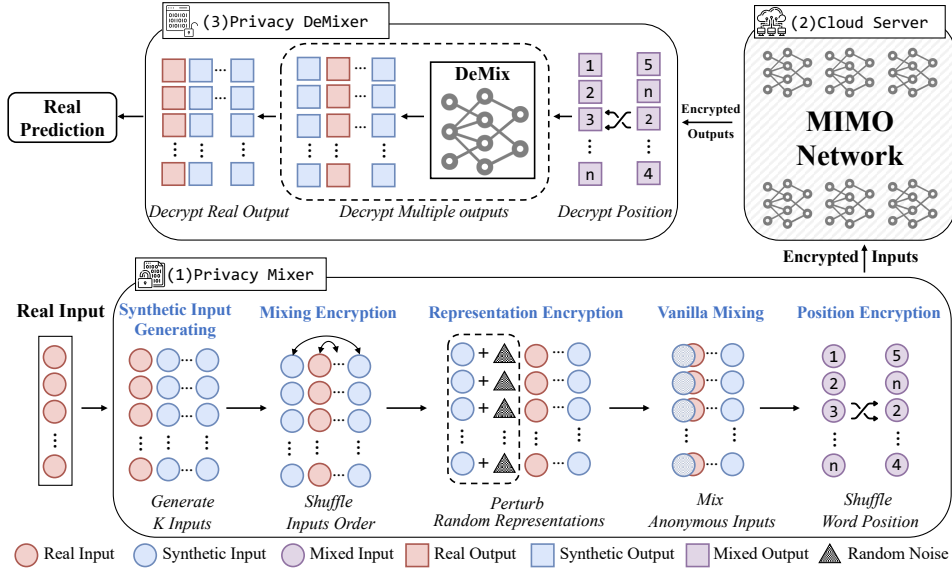 (3)Privacy DeMixer
(2)Cloud Server
DeMix
1 5
2 n
3 2
n 4
Real
Prediction
Encrypted
Outputs
MIMO
Network
Decrypt Real Output
Decrypt Multiple outputs
Decrypt Position
Encrypted Inputs
(1)Privacy Mixer
Real Input
Synthetic Input
Generating
Mixing Encryption
Representation Encryption
Vanilla Mixing
Position Encryption
1 5
2 n
3 2
n 4
Generate
K Inputs
Shuffle
Inputs Order
Perturb
Random Representations
Mix
Anonymous Inputs
Shuffle
Word Position
Real Input
Synthetic Input
Mixed Input
Real Output
Synthetic Output
Mixed Output
Random Noise